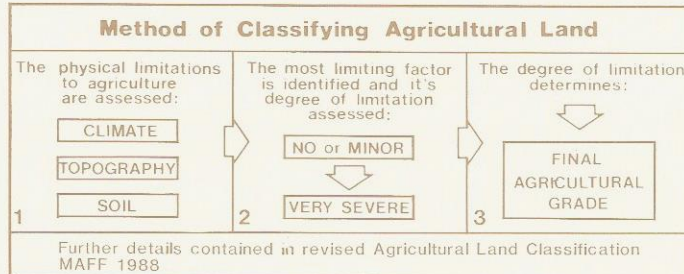 Method of Classifying Agricultural Land
The physical limitations
to agriculture
are assessed:
CLIMATE
TOPOGRAPHY
SOIL
1
The most limiting factor
is identified and it's
degree of limitation
assessed:
NO or MINOR
VERY SEVERE
2
The degree of limitation
determines:
FINAL
AGRICULTURAL
GRADE
3
Further details contained in revised Agricultural Land Classification
MAFF 1988